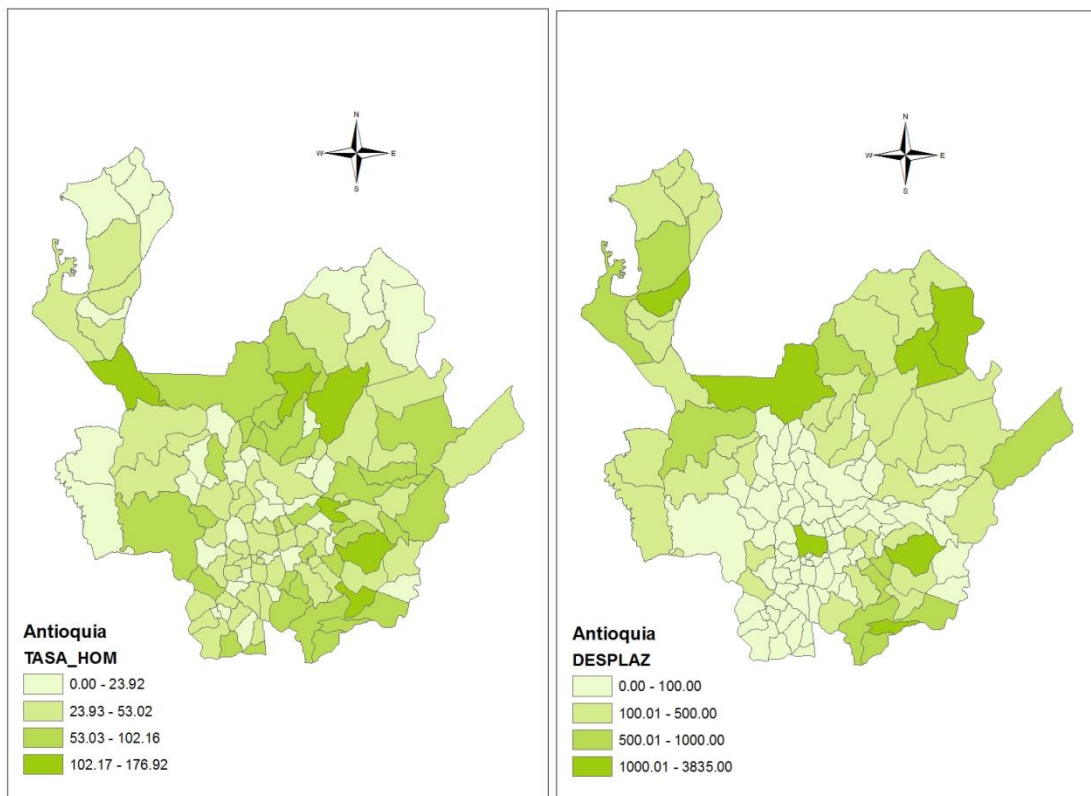 N
W E
S
Antioquia
TASA_HOM
0.00 - 23.92
23.93 - 53.02
53.03 - 102.16
102.17 - 176.92
N
W E
S
Antioquia
DESPLAZ
0.00 - 100.00
100.01 - 500.00
500.01 - 1000.00
1000.01 - 3835.00